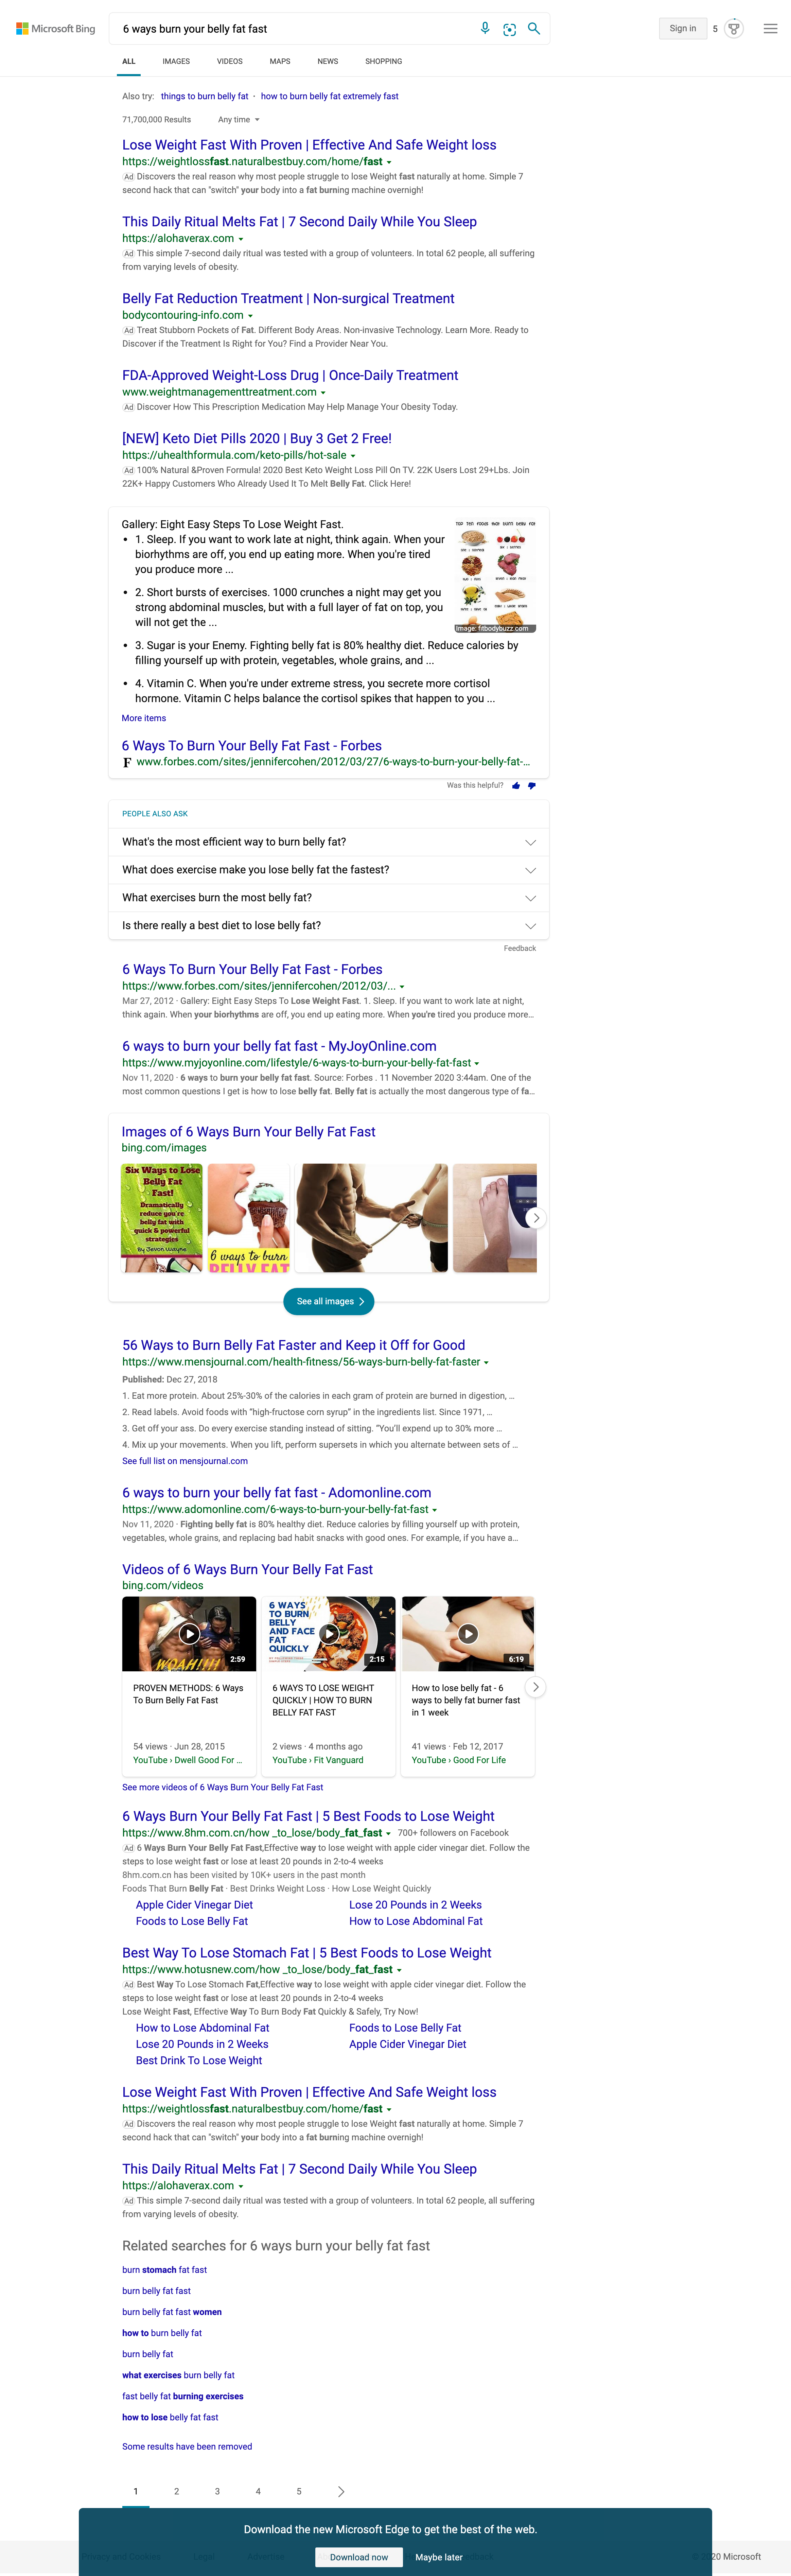 Microsoft Bing
6 ways burn your belly fat fast
Sign in
5
ALL IMAGES VIDEOS MAPS NEWS SHOPPING
Also try: things to burn belly fat · how to burn belly fat extremely fast
71,700,000 Results Any time
Lose Weight Fast With Proven | Effective And Safe Weight loss
https://weightlossfast.naturalbestbuy.com/home/fast
Ad Discovers the real reason why most people struggle to lose Weight fast naturally at home. Simple 7
second hack that can "switch" your body into a fat burning machine overnigh!
This Daily Ritual Melts Fat | 7 Second Daily While You Sleep
https://alohaverax.com
Ad This simple 7-second daily ritual was tested with a group of volunteers. In total 62 people, all suffering
from varying levels of obesity.
Belly Fat Reduction Treatment | Non-surgical Treatment
bodycontouring-info.com
Ad Treat Stubborn Pockets of Fat. Different Body Areas. Non-invasive Technology. Learn More. Ready to
Discover if the Treatment Is Right for You? Find a Provider Near You.
FDA-Approved Weight-Loss Drug | Once-Daily Treatment
www.weightmanagementtreatment.com
Ad Discover How This Prescription Medication May Help Manage Your Obesity Today.
[NEW] Keto Diet Pills 2020 | Buy 3 Get 2 Free!
https://uhealthformula.com/keto-pills/hot-sale
Ad 100% Natural &Proven Formula! 2020 Best Keto Weight Loss Pill On TV. 22K Users Lost 29+Lbs. Join
22K+ Happy Customers Who Already Used It To Melt Belly Fat. Click Here!
Gallery: Eight Easy Steps To Lose Weight Fast.
• 1. Sleep. If you want to work late at night, think again. When your
biorhythms are off, you end up eating more. When you're tired
you produce more ...
• 2. Short bursts of exercises. 1000 crunches a night may get you
strong abdominal muscles, but with a full layer of fat on top, you
will not get the ...
TOP TEN FOODS THAT BURN BELLY FAT
Image: fitbodybuzz.com
• 3. Sugar is your Enemy. Fighting belly fat is 80% healthy diet. Reduce calories by
filling yourself up with protein, vegetables, whole grains, and ...
• 4. Vitamin C. When you're under extreme stress, you secrete more cortisol
hormone. Vitamin C helps balance the cortisol spikes that happen to you ...
More items
6 Ways To Burn Your Belly Fat Fast - Forbes
F www.forbes.com/sites/jennifercohen/2012/03/27/6-ways-to-burn-your-belly-fat-...
Was this helpful?
PEOPLE ALSO ASK
What's the most efficient way to burn belly fat?
What does exercise make you lose belly fat the fastest?
What exercises burn the most belly fat?
Is there really a best diet to lose belly fat?
Feedback
6 Ways To Burn Your Belly Fat Fast - Forbes
https://www.forbes.com/sites/jennifercohen/2012/03/...
Mar 27, 2012 · Gallery: Eight Easy Steps To Lose Weight Fast. 1. Sleep. If you want to work late at night,
think again. When your biorhythms are off, you end up eating more. When you're tired you produce more...
6 ways to burn your belly fat fast - MyJoyOnline.com
https://www.myjoyonline.com/lifestyle/6-ways-to-burn-your-belly-fat-fast
Nov 11, 2020 · 6 ways to burn your belly fat fast. Source: Forbes . 11 November 2020 3:44am. One of the
most common questions I get is how to lose belly fat. Belly fat is actually the most dangerous type of fa...
Images of 6 Ways Burn Your Belly Fat Fast
bing.com/images
Six Ways to Lose
Belly Fat
Fast!
Dramatically
reduce you're
belly fat with
quick & powerful
strategies
By Jevon Wayne
6 ways to burn
BELLY FAT
See all images
56 Ways to Burn Belly Fat Faster and Keep it Off for Good
https://www.mensjournal.com/health-fitness/56-ways-burn-belly-fat-faster
Published: Dec 27, 2018
1. Eat more protein. About 25%-30% of the calories in each gram of protein are burned in digestion, ...
2. Read labels. Avoid foods with “high-fructose corn syrup” in the ingredients list. Since 1971, ...
3. Get off your ass. Do every exercise standing instead of sitting. “You’ll expend up to 30% more ...
4. Mix up your movements. When you lift, perform supersets in which you alternate between sets of ...
See full list on mensjournal.com
6 ways to burn your belly fat fast - Adomonline.com
https://www.adomonline.com/6-ways-to-burn-your-belly-fat-fast
Nov 11, 2020 · Fighting belly fat is 80% healthy diet. Reduce calories by filling yourself up with protein,
vegetables, whole grains, and replacing bad habit snacks with good ones. For example, if you have a...
Videos of 6 Ways Burn Your Belly Fat Fast
bing.com/videos
WOAH!!!!
2:59
6 WAYS
TO BURN
BELLY
AND FACE
FAT
QUICKLY
2:15
6:19
PROVEN METHODS: 6 Ways
To Burn Belly Fat Fast
54 views · Jun 28, 2015
YouTube › Dwell Good For ...
6 WAYS TO LOSE WEIGHT
QUICKLY | HOW TO BURN
BELLY FAT FAST
2 views · 4 months ago
YouTube › Fit Vanguard
How to lose belly fat - 6
ways to belly fat burner fast
in 1 week
41 views · Feb 12, 2017
YouTube › Good For Life
See more videos of 6 Ways Burn Your Belly Fat Fast
6 Ways Burn Your Belly Fat Fast | 5 Best Foods to Lose Weight
https://www.8hm.com.cn/how _to_lose/body_fat_fast 700+ followers on Facebook
Ad 6 Ways Burn Your Belly Fat Fast,Effective way to lose weight with apple cider vinegar diet. Follow the
steps to lose weight fast or lose at least 20 pounds in 2-to-4 weeks
8hm.com.cn has been visited by 10K+ users in the past month
Foods That Burn Belly Fat · Best Drinks Weight Loss · How Lose Weight Quickly
Apple Cider Vinegar Diet Lose 20 Pounds in 2 Weeks
Foods to Lose Belly Fat How to Lose Abdominal Fat
Best Way To Lose Stomach Fat | 5 Best Foods to Lose Weight
https://www.hotusnew.com/how _to_lose/body_fat_fast
Ad Best Way To Lose Stomach Fat,Effective way to lose weight with apple cider vinegar diet. Follow the
steps to lose weight fast or lose at least 20 pounds in 2-to-4 weeks
Lose Weight Fast, Effective Way To Burn Body Fat Quickly & Safely, Try Now!
How to Lose Abdominal Fat Foods to Lose Belly Fat
Lose 20 Pounds in 2 Weeks Apple Cider Vinegar Diet
Best Drink To Lose Weight
Lose Weight Fast With Proven | Effective And Safe Weight loss
https://weightlossfast.naturalbestbuy.com/home/fast
Ad Discovers the real reason why most people struggle to lose Weight fast naturally at home. Simple 7
second hack that can "switch" your body into a fat burning machine overnigh!
This Daily Ritual Melts Fat | 7 Second Daily While You Sleep
https://alohaverax.com
Ad This simple 7-second daily ritual was tested with a group of volunteers. In total 62 people, all suffering
from varying levels of obesity.
Related searches for 6 ways burn your belly fat fast
burn stomach fat fast
burn belly fat fast
burn belly fat fast women
how to burn belly fat
burn belly fat
what exercises burn belly fat
fast belly fat burning exercises
how to lose belly fat fast
Some results have been removed
1 2 3 4 5
Download the new Microsoft Edge to get the best of the web.
Download now Maybe later
20 Microsoft